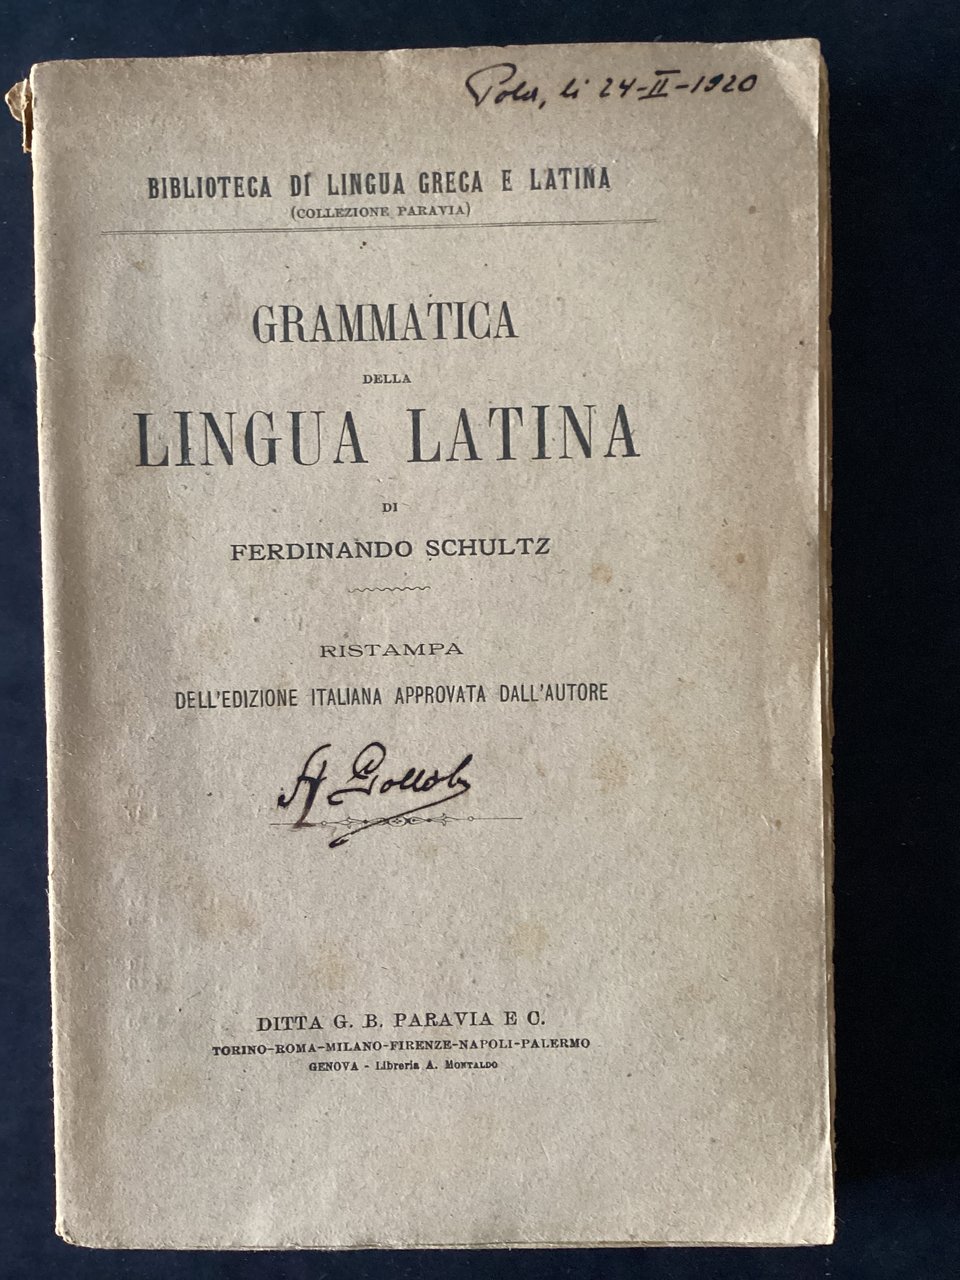 Pola, li 24-II-1920
BIBLIOTECA DI LINGUA GRECA E LATINA
(COLLEZIONE PARAVIA)
GRAMMATICA
DELLA
LINGUA LATINA
DI
FERDINANDO SCHULTZ
RISTAMPA
DELL'EDIZIONE ITALIANA APPROVATA DALL'AUTORE
A Gollob
DITTA G. B. PARAVIA E C.
TORINO-ROMA-MILANO-FIRENZE-NAPOLI-PALERMO
GENOVA - Libreria A. MONTALDO